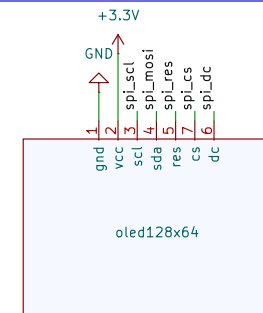 +3.3V
GND
spi_scl
spi_mosi
spi_res
spi_cs
spi_dc
1 2 3 4 5 7 6
gnd
vcc
scl
sda
res
cs
dc
oled128x64